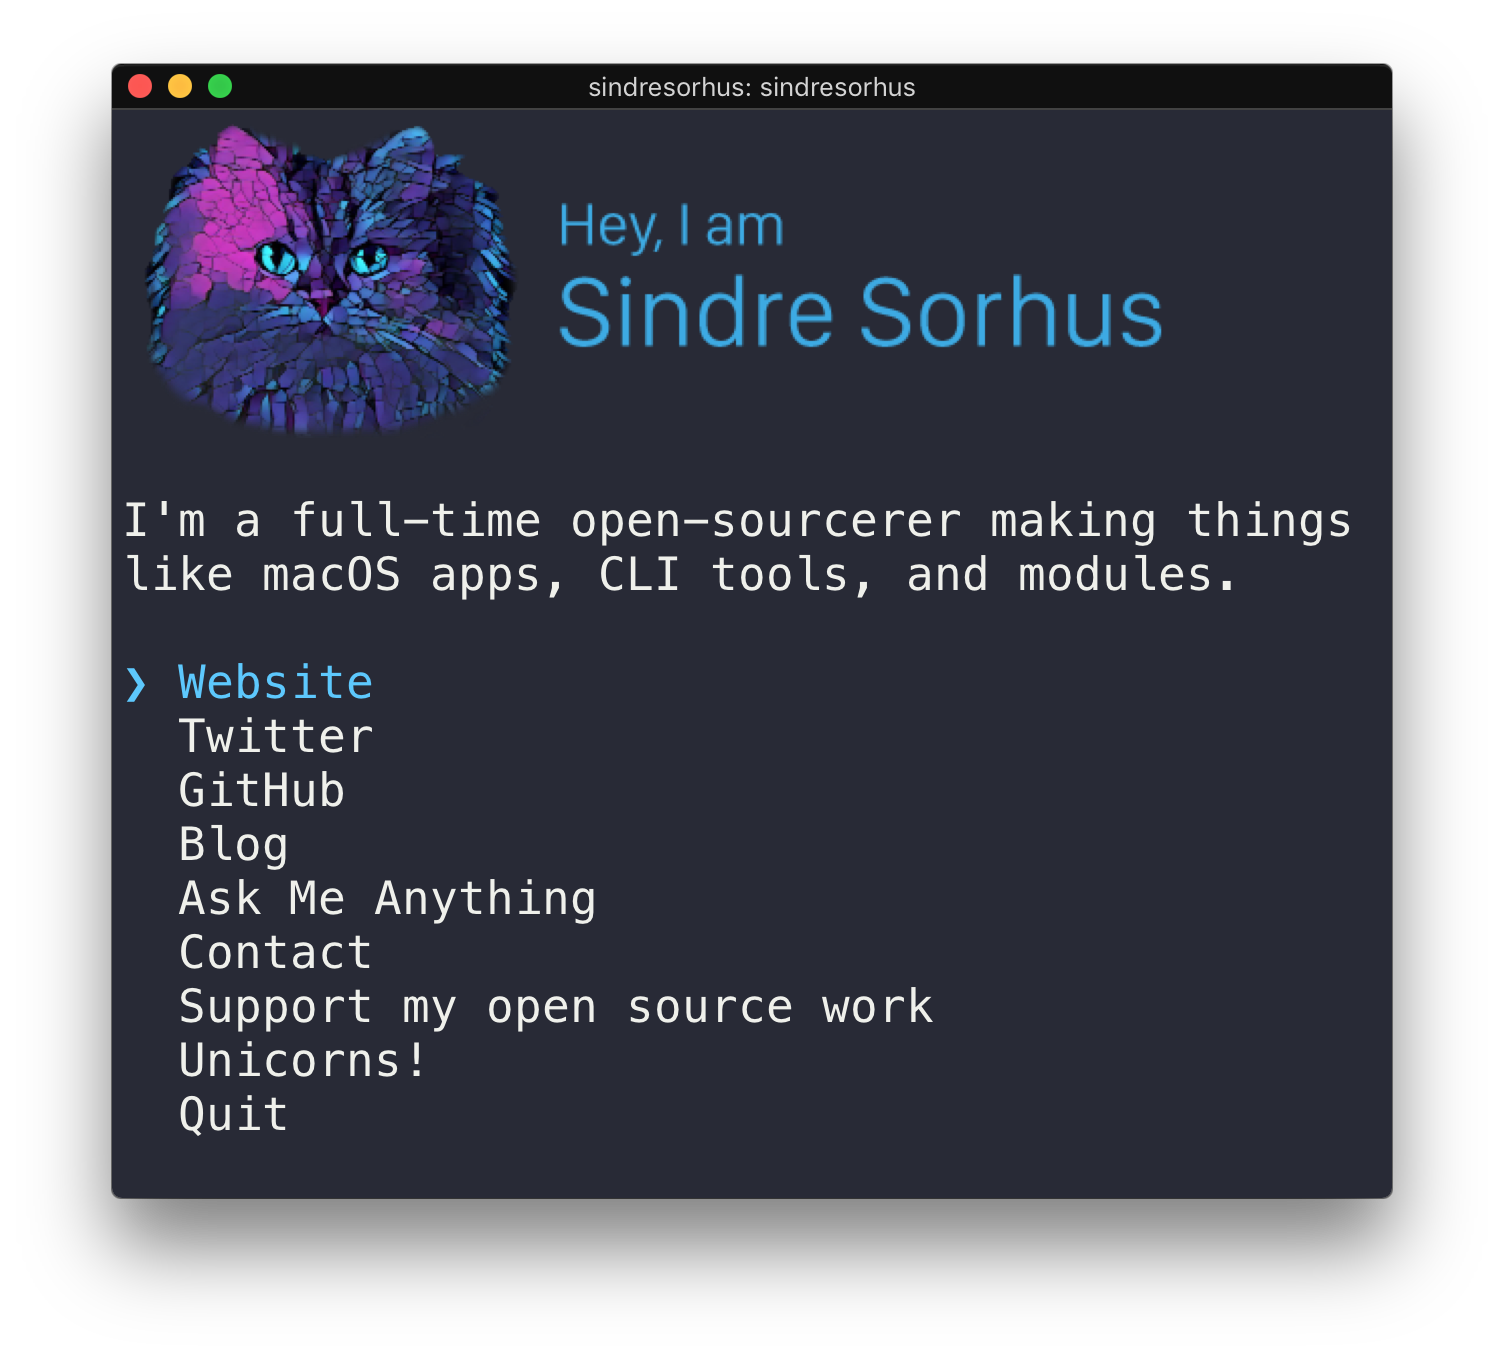 sindresorhus: sindresorhus
Hey, I am
Sindre Sorhus
I'm a full-time open-sourcerer making things
like macOS apps, CLI tools, and modules.
❯ Website
Twitter
GitHub
Blog
Ask Me Anything
Contact
Support my open source work
Unicorns!
Quit